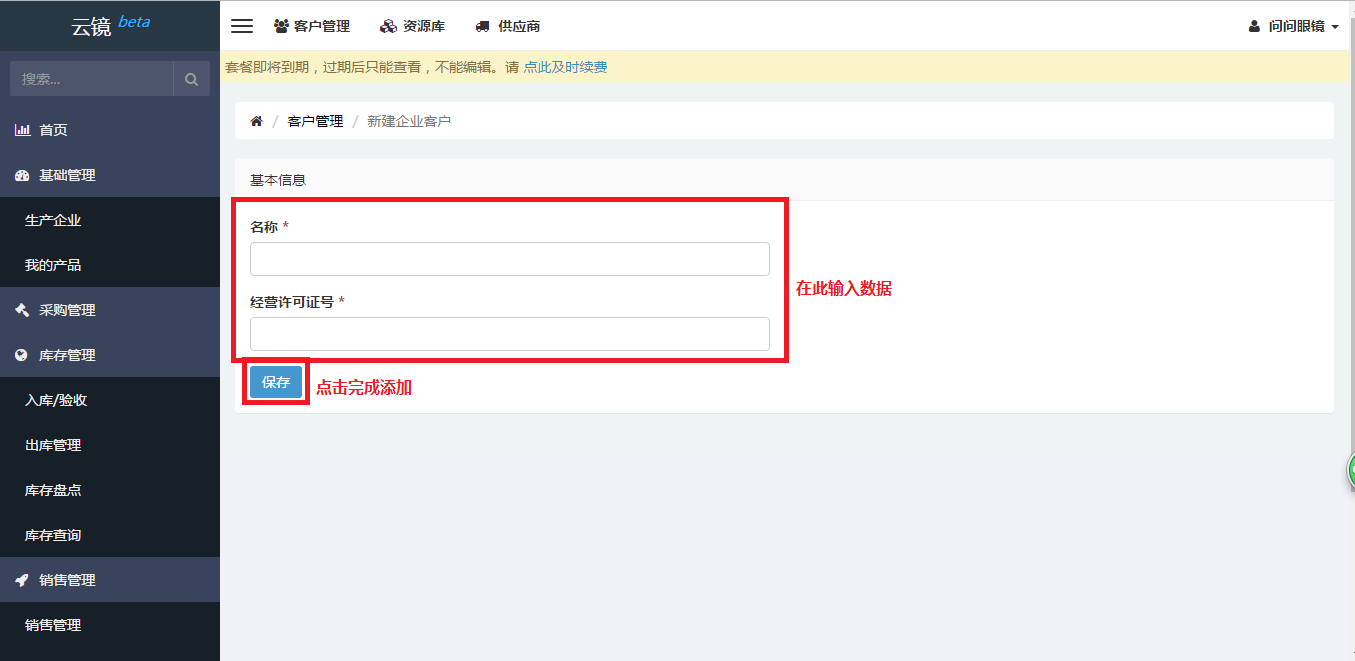 云镜 beta
客户管理 资源库 供应商 问问眼镜
搜索...
套餐即将到期，过期后只能查看，不能编辑。请 点此及时续费
首页
基础管理
生产企业
我的产品
采购管理
库存管理
入库/验收
出库管理
库存盘点
库存查询
销售管理
销售管理
/ 客户管理 / 新建企业客户
基本信息
名称 *
在此输入数据
经营许可证号 *
保存 点击完成添加